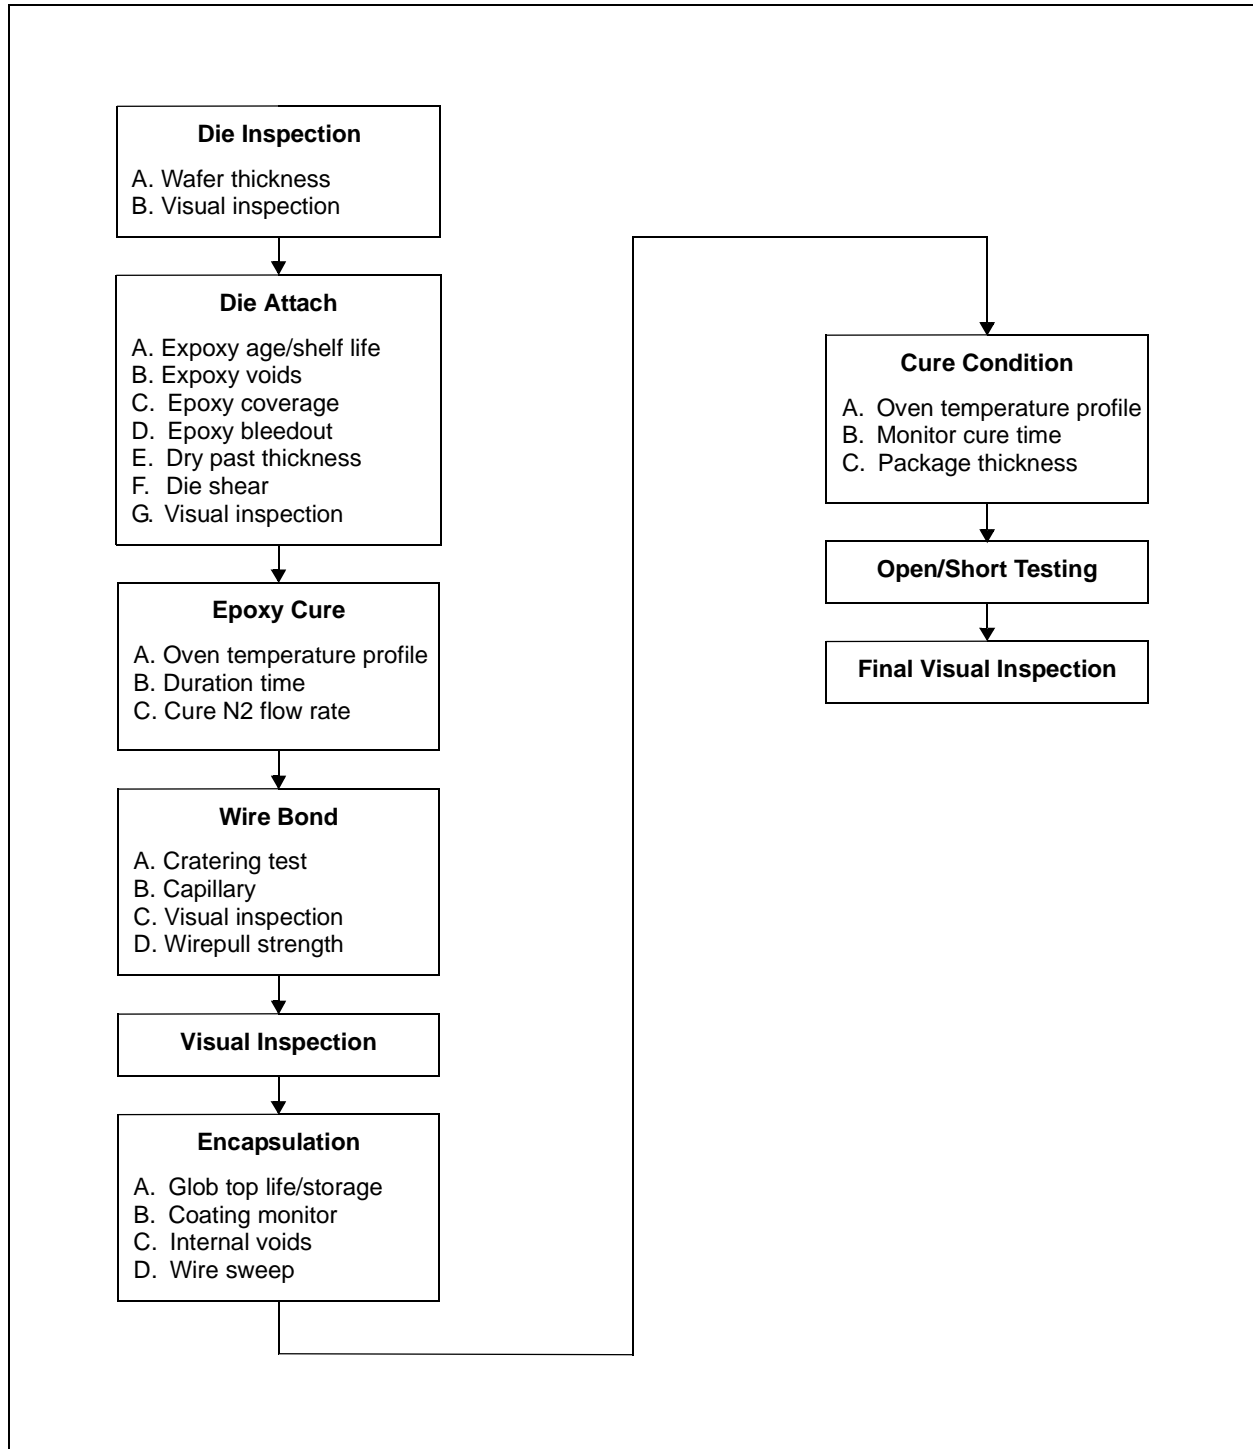 Die Inspection
A. Wafer thickness
B. Visual inspection
Die Attach
A. Expoxy age/shelf life
B. Expoxy voids
C. Epoxy coverage
D. Epoxy bleedout
E. Dry past thickness
F. Die shear
G. Visual inspection
Epoxy Cure
A. Oven temperature profile
B. Duration time
C. Cure N2 flow rate
Wire Bond
A. Cratering test
B. Capillary
C. Visual inspection
D. Wirepull strength
Visual Inspection
Encapsulation
A. Glob top life/storage
B. Coating monitor
C. Internal voids
D. Wire sweep
Cure Condition
A. Oven temperature profile
B. Monitor cure time
C. Package thickness
Open/Short Testing
Final Visual Inspection